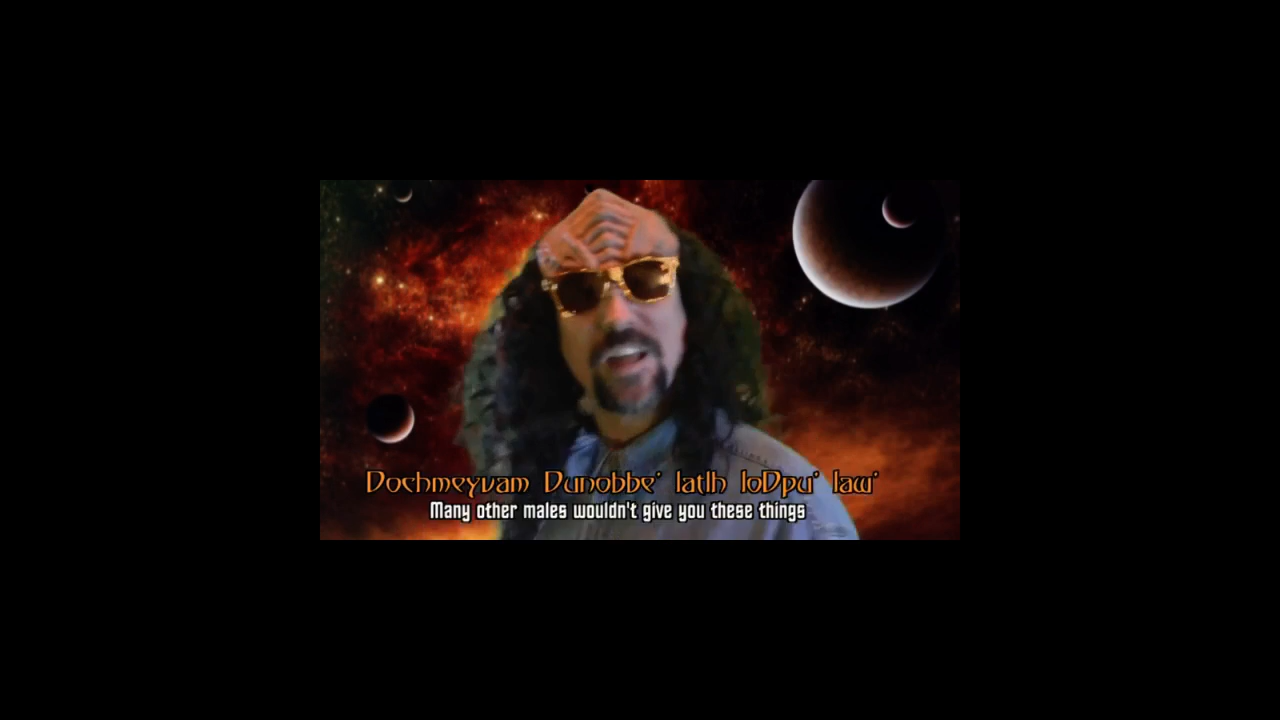 Dochmeyvam Dunobbe' latlh loDpu' law'
Many other males wouldn't give you these things